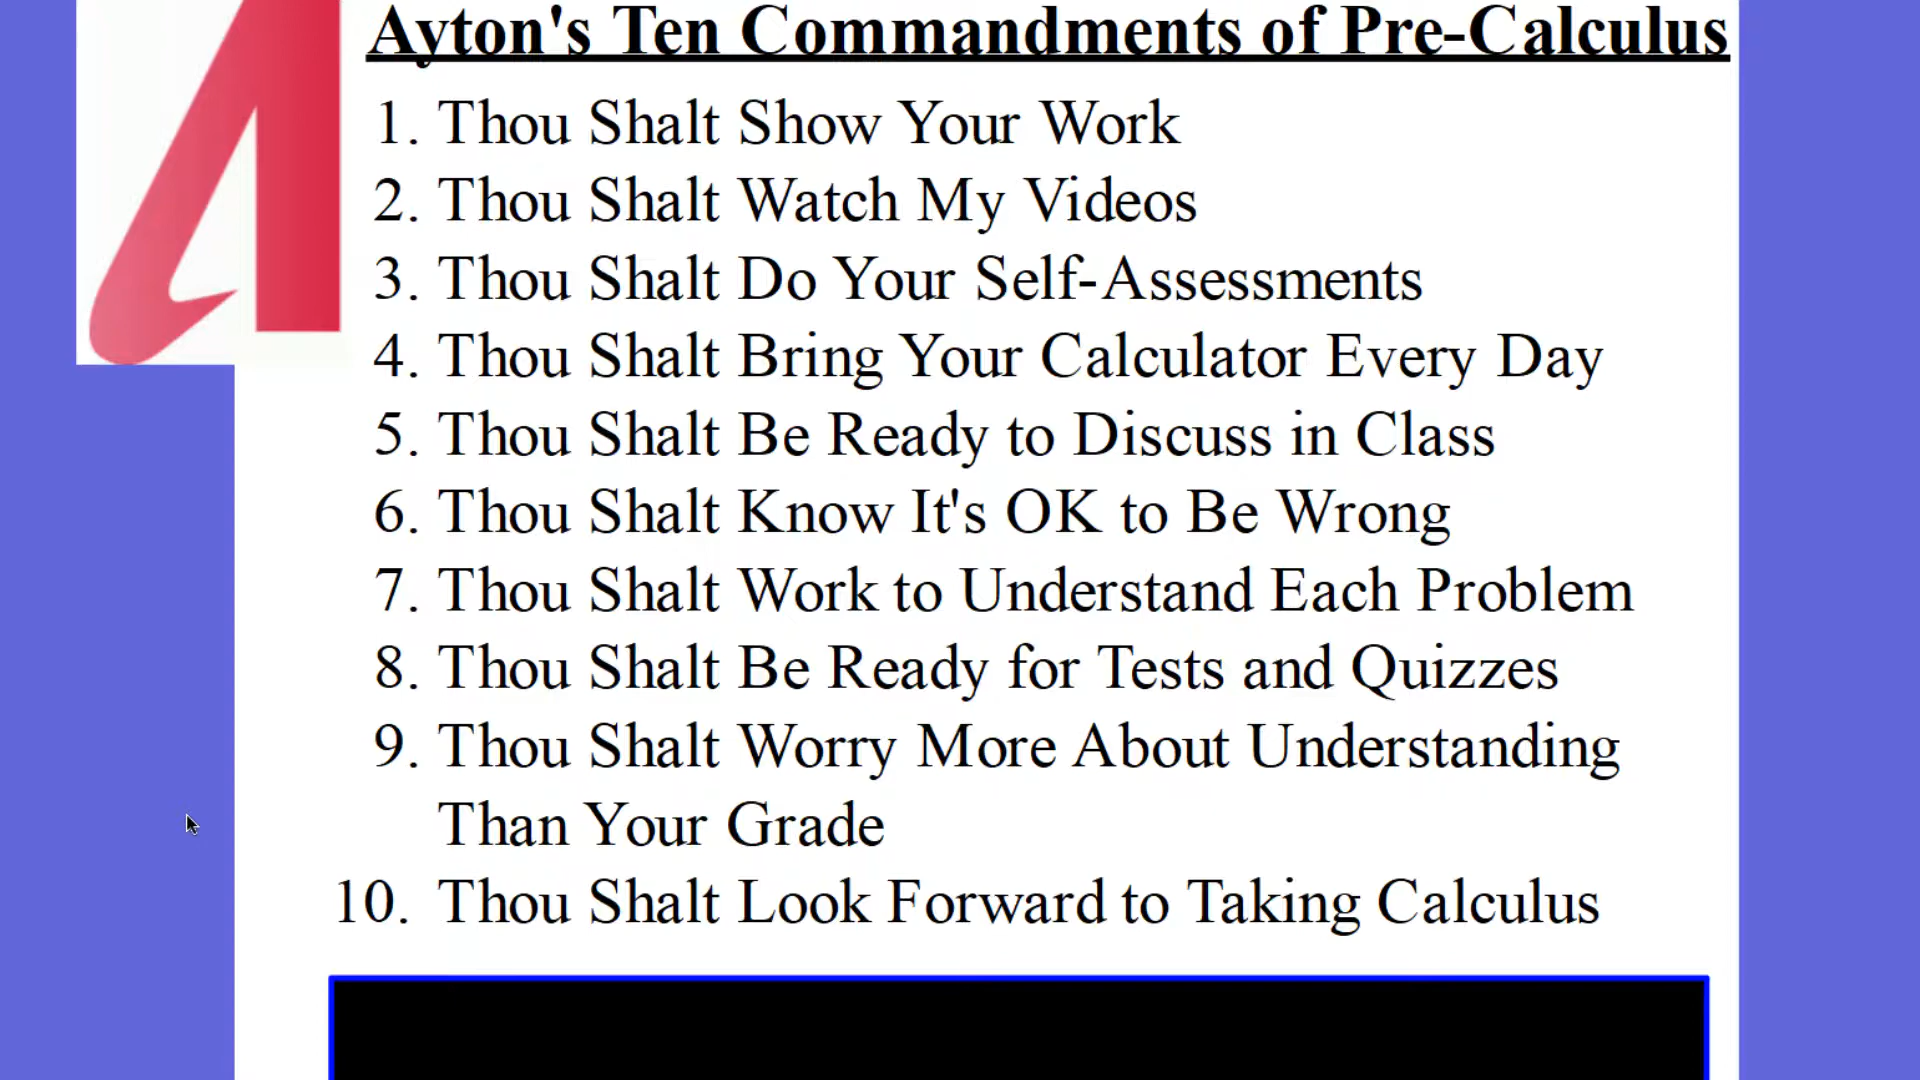 Ayton's Ten Commandments of Pre-Calculus
1. Thou Shalt Show Your Work
2. Thou Shalt Watch My Videos
3. Thou Shalt Do Your Self-Assessments
4. Thou Shalt Bring Your Calculator Every Day
5. Thou Shalt Be Ready to Discuss in Class
6. Thou Shalt Know It's OK to Be Wrong
7. Thou Shalt Work to Understand Each Problem
8. Thou Shalt Be Ready for Tests and Quizzes
9. Thou Shalt Worry More About Understanding
Than Your Grade
10. Thou Shalt Look Forward to Taking Calculus